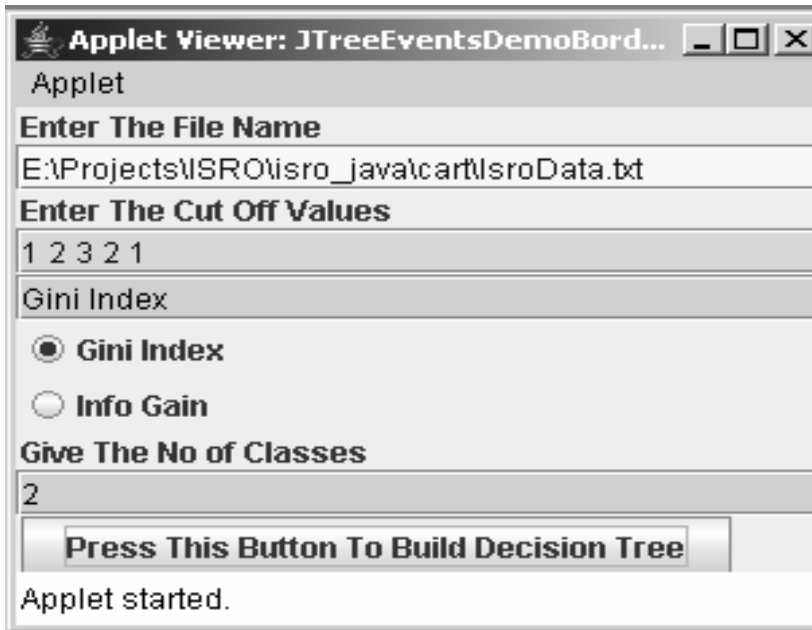 Applet Viewer: JTreeEventsDemoBord...
Applet
Enter The File Name
E:\Projects\ISRO\isro_java\cart\IsroData.txt
Enter The Cut Off Values
1 2 3 2 1
Gini Index
Gini Index
Info Gain
Give The No of Classes
2
Press This Button To Build Decision Tree
Applet started.